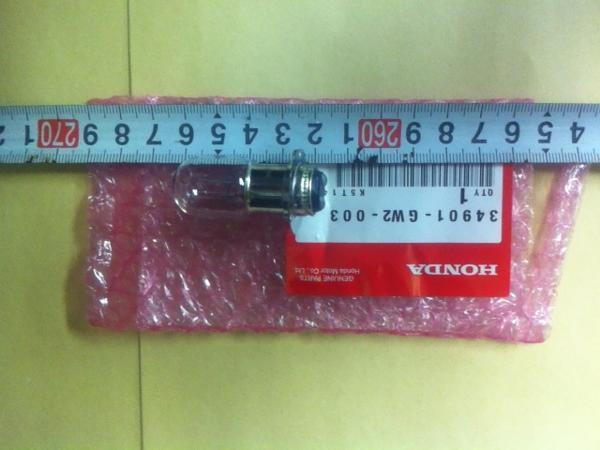 1 2 270 9 8 7 6 5 4 3 2 1 260 9 8 7 6 5 4
HONDA
GENUINE PARTS
Honda Motor Co., Ltd.
34901-GW2-003
QTY
1